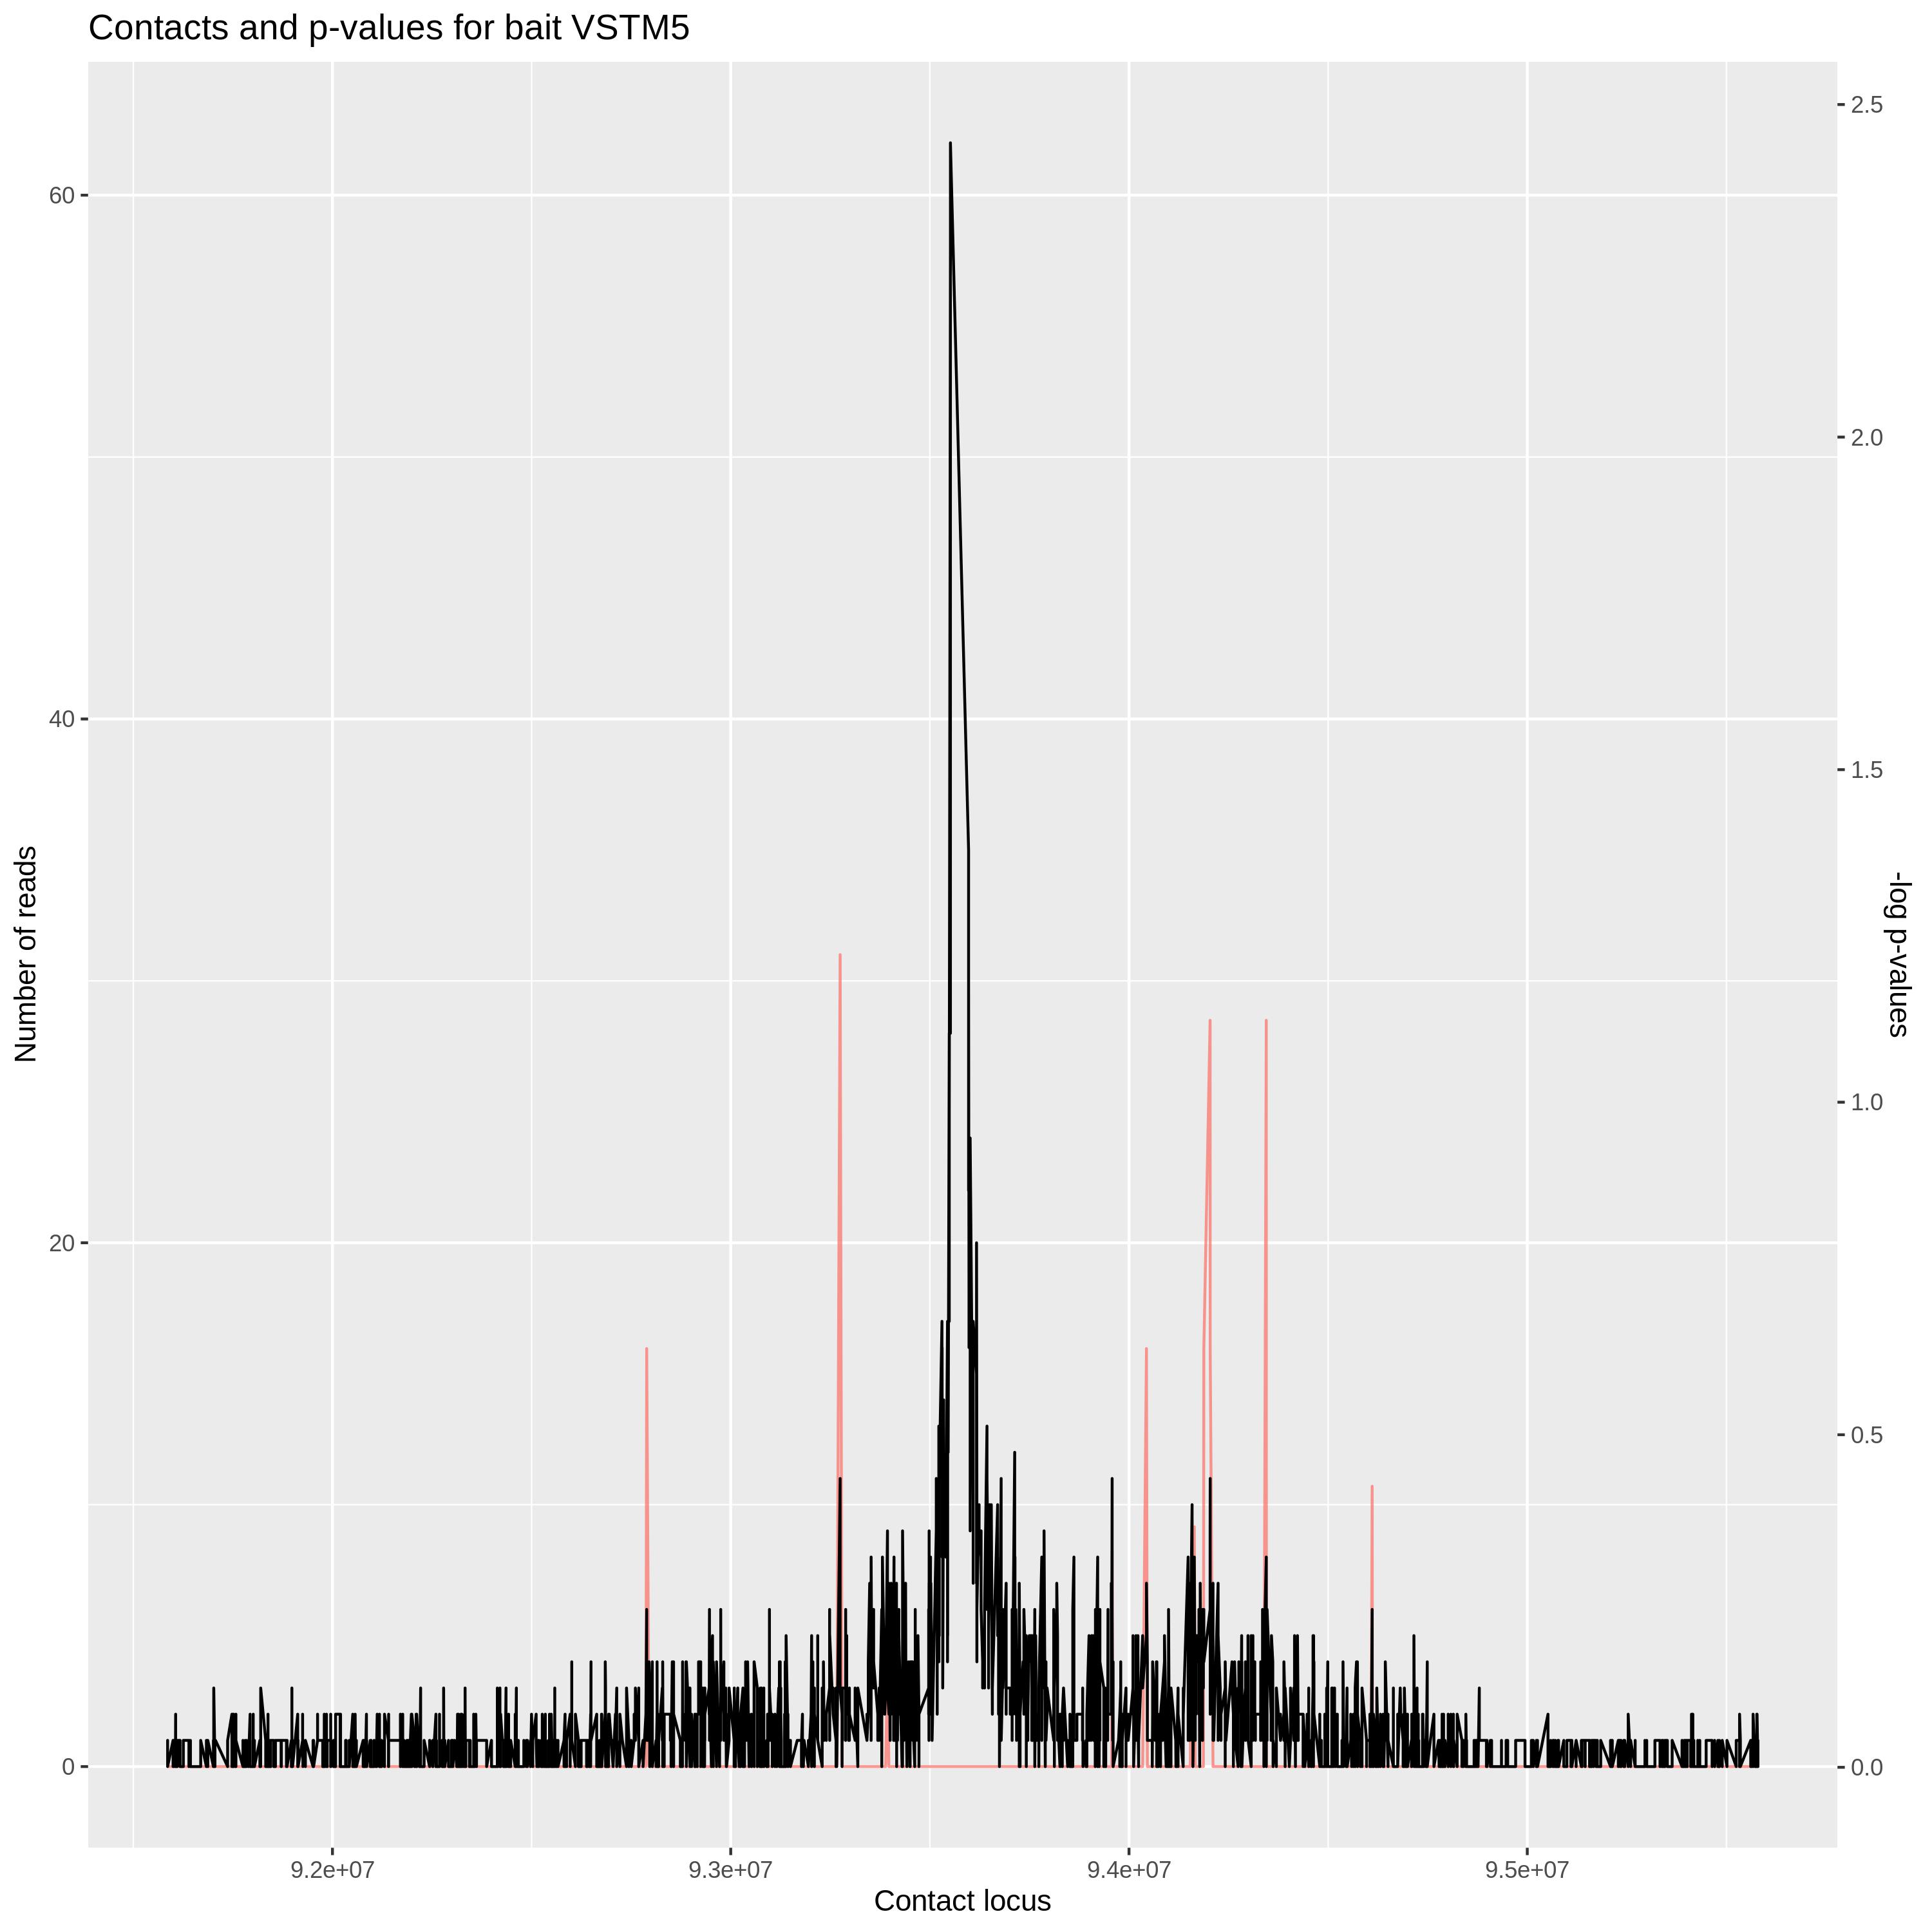 Contacts and p-values for bait VSTM5
60
40
20
0
2.5
2.0
1.5
1.0
0.5
0.0
Number of reads
-log p-values
9.2e+07
9.3e+07
9.4e+07
9.5e+07
Contact locus